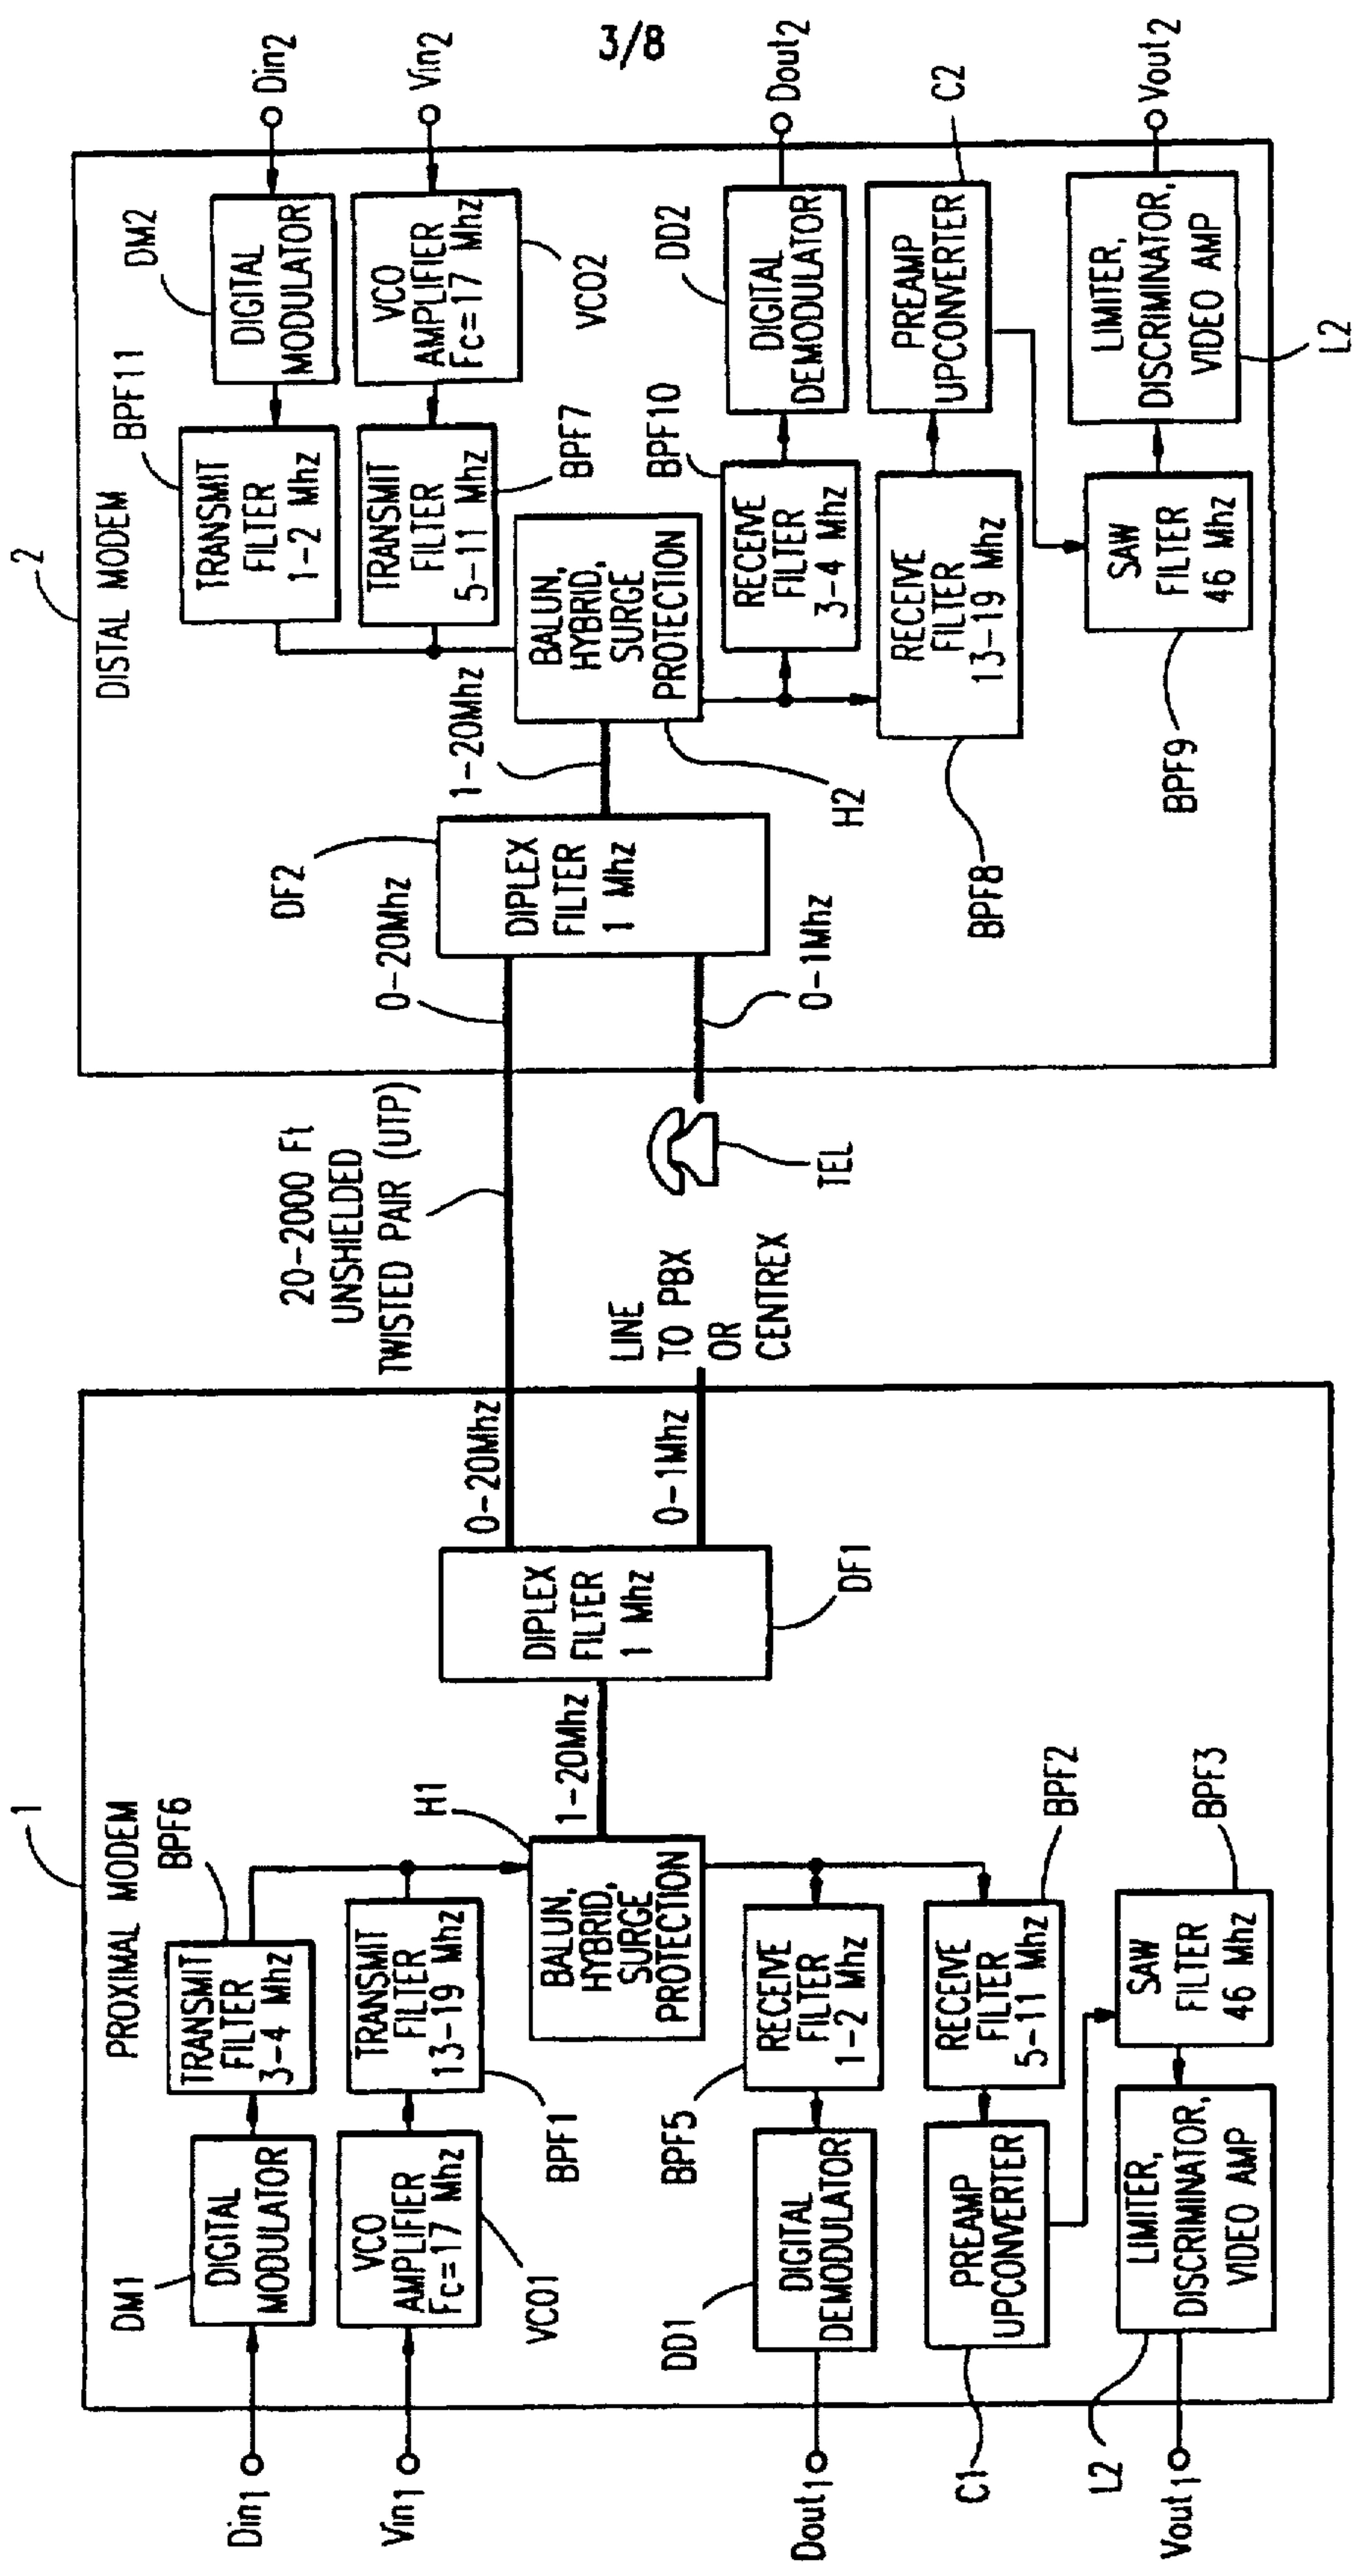 3/8
1
PROXIMAL MODEM
Din1
DM1
DIGITAL
MODULATOR
TRANSMIT
FILTER
3-4 Mhz
BPF6
Vin1
VCO
AMPLIFIER
Fc=17 Mhz
VCO1
TRANSMIT
FILTER
13-19 Mhz
BPF1
H1
BALUN,
HYBRID,
SURGE
PROTECTION
1-20Mhz
DIPLEX
FILTER
1 Mhz
DF1
0-20Mhz
0-1Mhz
Dout1
DD1
DIGITAL
DEMODULATOR
BPF5
RECEIVE
FILTER
1-2 Mhz
C1
PREAMP
UPCONVERTER
RECEIVE
FILTER
5-11 Mhz
BPF2
Vout1
L2
LIMITER,
DISCRIMINATOR,
VIDEO AMP
SAW
FILTER
46 Mhz
BPF3
20-2000 Ft
UNSHIELDED
TWISTED PAIR (UTP)
LINE
TO PBX
OR
CENTREX
TEL
2
DISTAL MODEM
0-20Mhz
0-1Mhz
DF2
DIPLEX
FILTER
1 Mhz
1-20Mhz
BALUN,
HYBRID,
SURGE
PROTECTION
H2
BPF11
TRANSMIT
FILTER
1-2 Mhz
DM2
DIGITAL
MODULATOR
Din2
TRANSMIT
FILTER
5-11 Mhz
BPF7
VCO
AMPLIFIER
Fc=17 Mhz
VCO2
Vin2
BPF10
RECEIVE
FILTER
3-4 Mhz
DD2
DIGITAL
DEMODULATOR
Dout2
RECEIVE
FILTER
13-19 Mhz
BPF8
PREAMP
UPCONVERTER
C2
SAW
FILTER
46 Mhz
BPF9
LIMITER,
DISCRIMINATOR,
VIDEO AMP
L2
Vout2